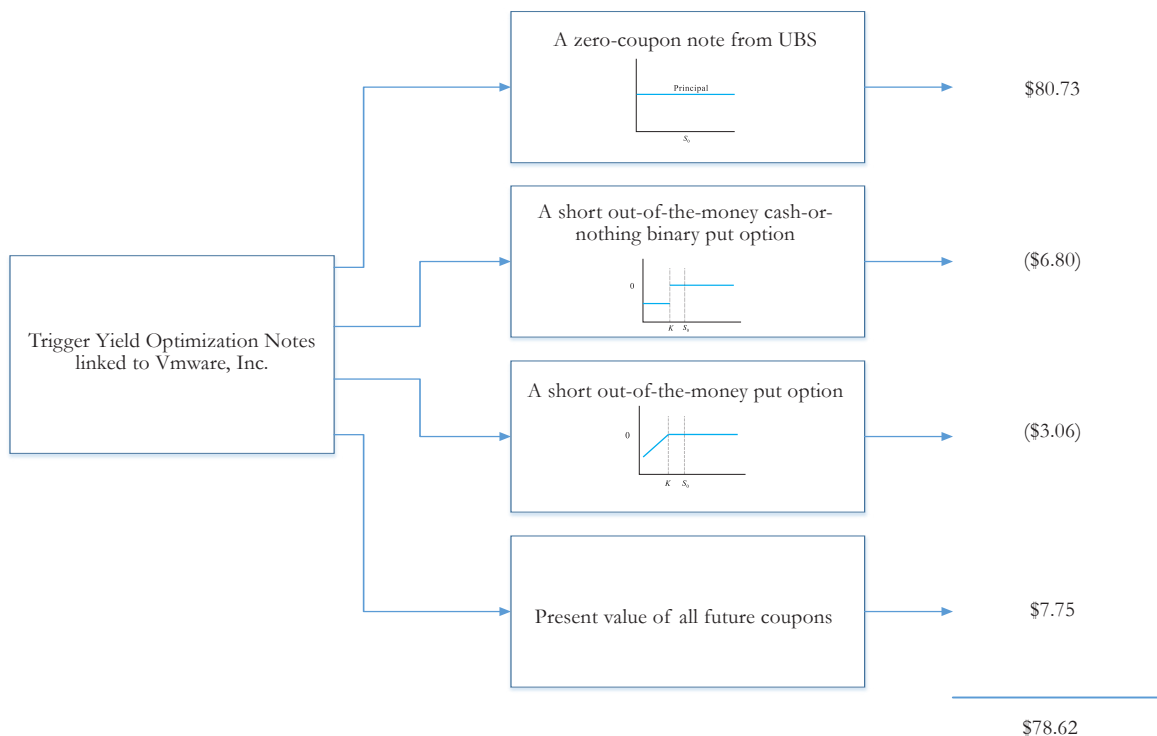 A zero-coupon note from UBS
Principal
S₀
$80.73
A short out-of-the-money cash-or-
nothing binary put option
0
K S₀
($6.80)
Trigger Yield Optimization Notes
linked to Vmware, Inc.
A short out-of-the-money put option
0
K S₀
($3.06)
Present value of all future coupons
$7.75
$78.62